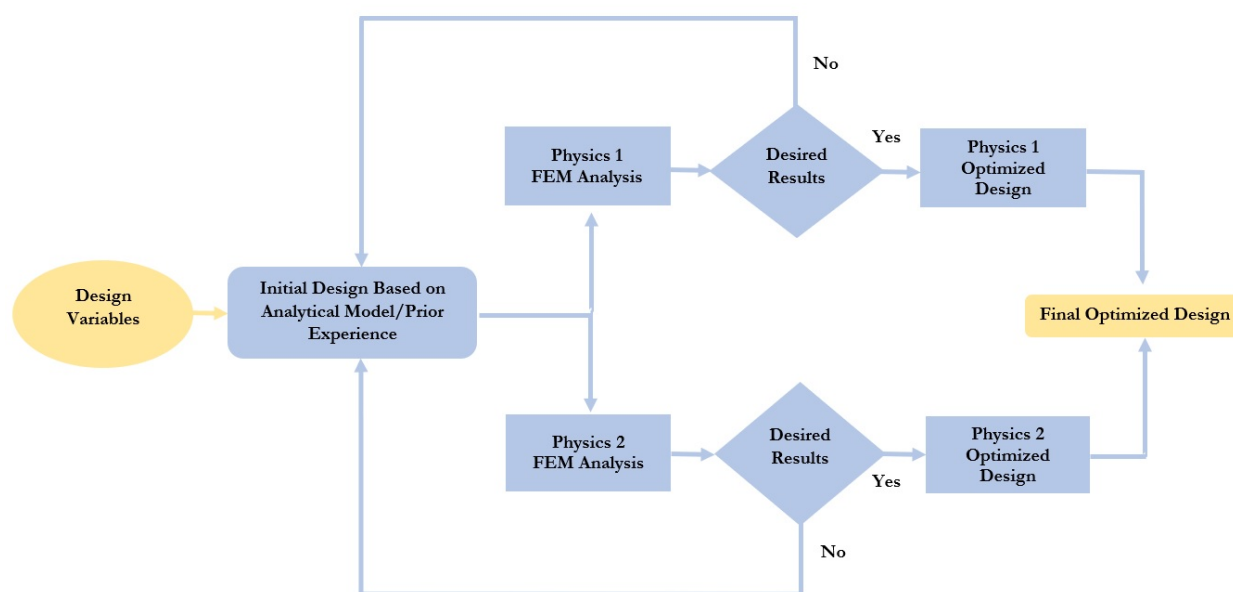 No
Physics 1
FEM Analysis
Desired
Results
Yes
Physics 1
Optimized
Design
Design
Variables
Initial Design Based on
Analytical Model/Prior
Experience
Final Optimized Design
Physics 2
FEM Analysis
Desired
Results
Yes
Physics 2
Optimized
Design
No